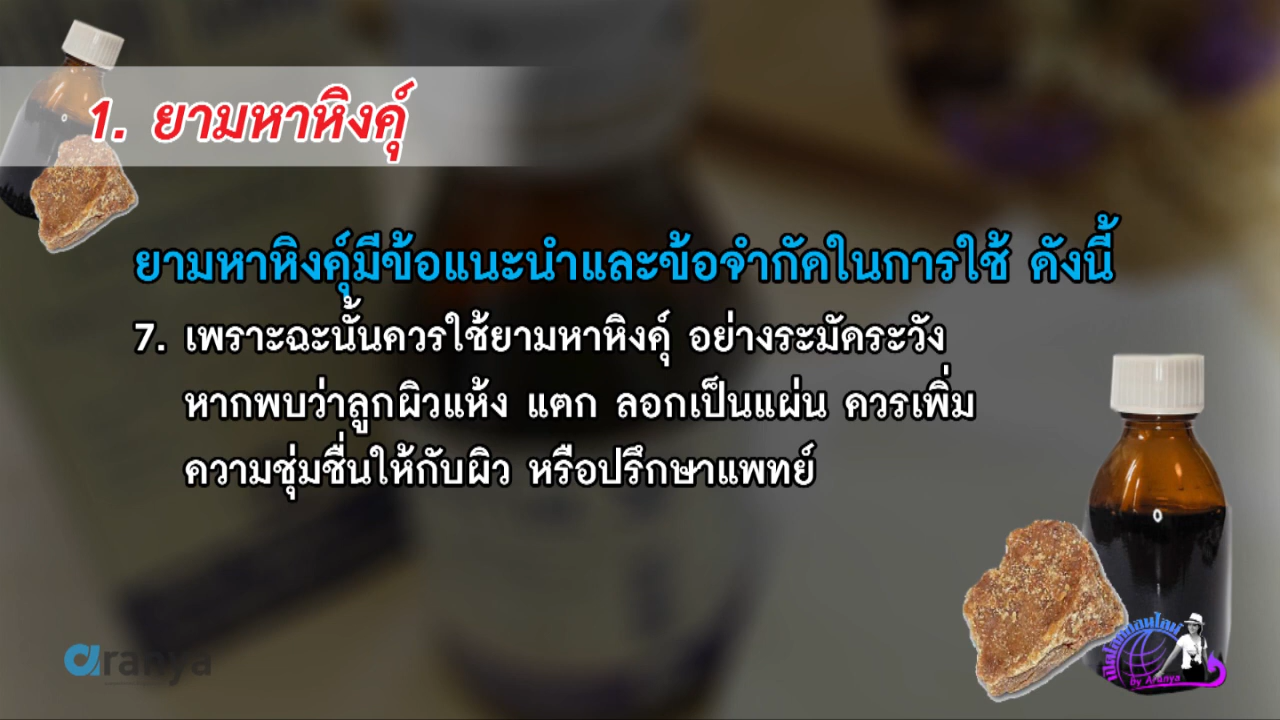 1. ยามหาหิงคุ์
ยามหาหิงคุ์มีข้อแนะนำและข้อจำกัดในการใช้ ดังนี้
7. เพราะฉะนั้นควรใช้ยามหาหิงคุ์ อย่างระมัดระวัง
หากพบว่าลูกผิวแห้ง แตก ลอกเป็นแผ่น ควรเพิ่ม
ความชุ่มชื่นให้กับผิว หรือปรึกษาแพทย์
aranya
by Aranya